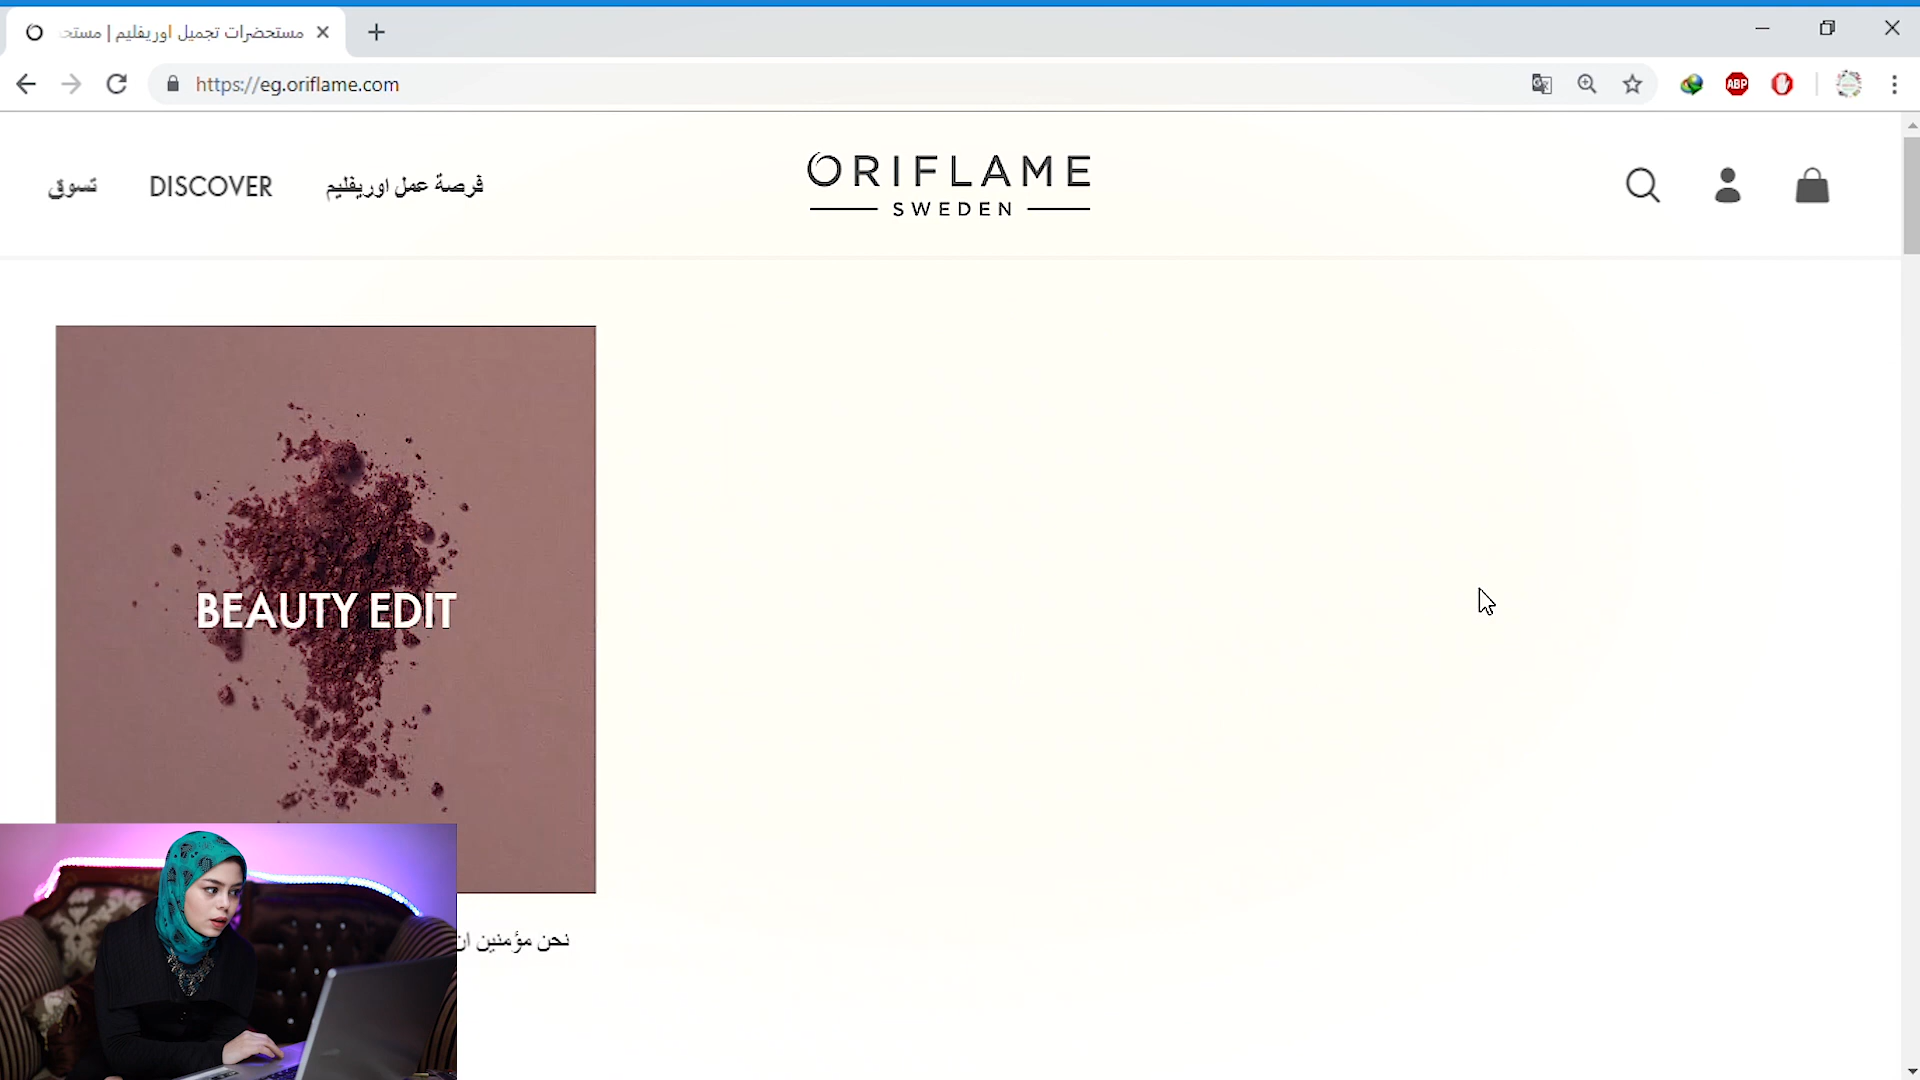 مستحضرات تجميل اوريفليم | مستح
https://eg.oriflame.com
ABP
تسوق
DISCOVER
فرصة عمل اوريفليم
ORIFLAME
SWEDEN
BEAUTY EDIT
نحن مؤمنين ان